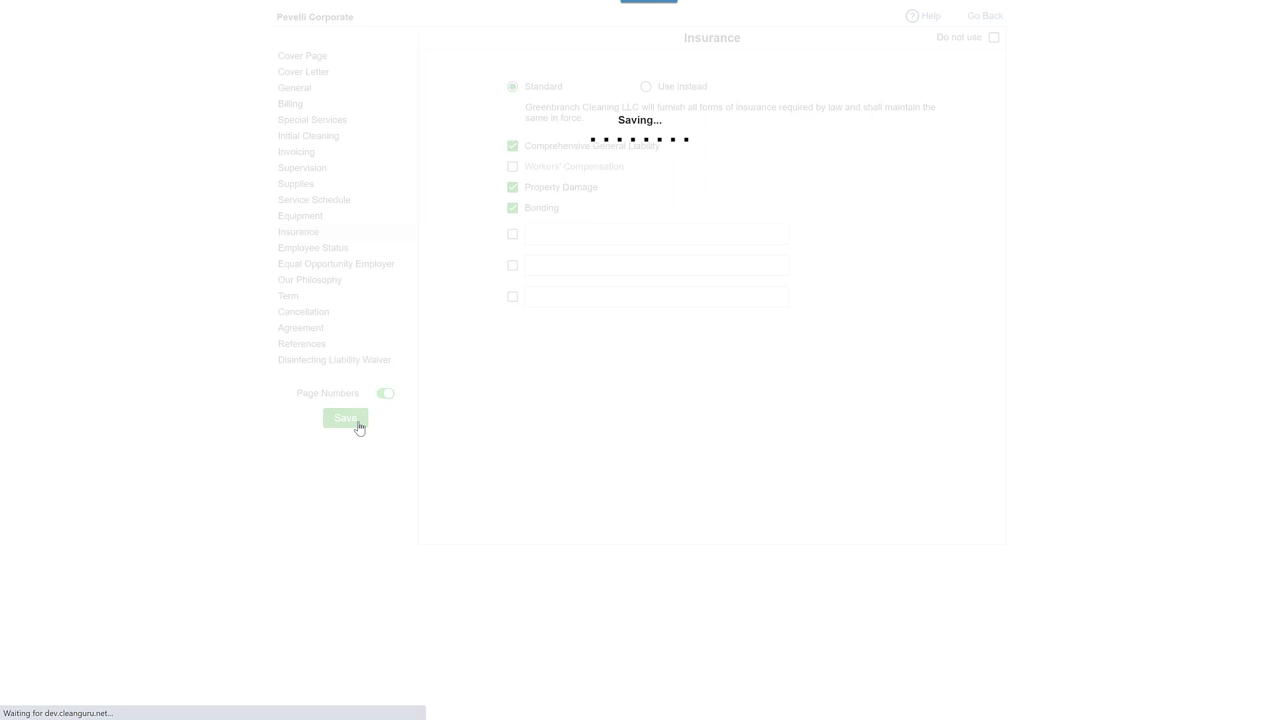 Pevelli Corporate
Help
Go Back
Insurance
Do not use
Cover Page
Cover Letter
General
Billing
Special Services
Initial Cleaning
Invoicing
Supervision
Supplies
Service Schedule
Equipment
Insurance
Employee Status
Equal Opportunity Employer
Our Philosophy
Term
Cancellation
Agreement
References
Disinfecting Liability Waiver
Page Numbers
Save
Standard
Use instead
Greenbranch Cleaning LLC will furnish all forms of insurance required by law and shall maintain the
same in force.
Saving...
Comprehensive General Liability
Workers' Compensation
Property Damage
Bonding
Waiting for dev.cleanguru.net...